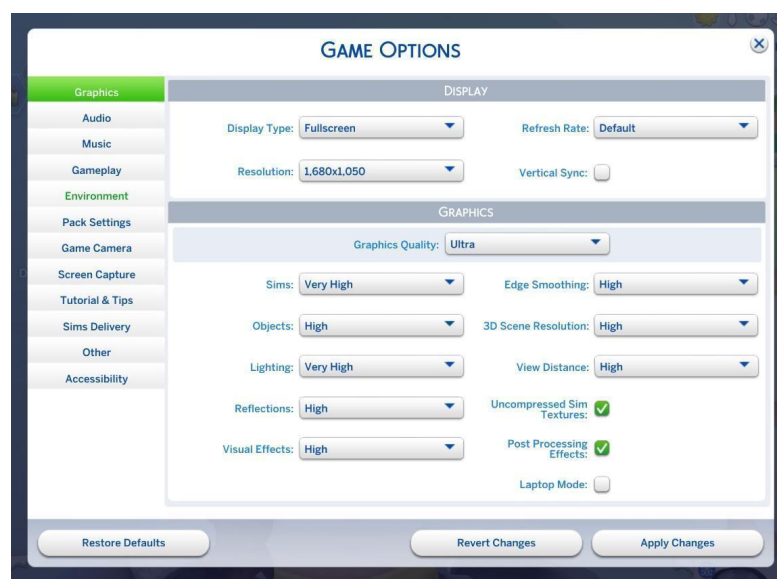 GAME OPTIONS
Graphics
Audio
Music
Gameplay
Environment
Pack Settings
Game Camera
Screen Capture
Tutorial & Tips
Sims Delivery
Other
Accessibility
DISPLAY
Display Type: Fullscreen
Refresh Rate: Default
Resolution: 1,680x1,050
Vertical Sync:
GRAPHICS
Graphics Quality: Ultra
Sims: Very High
Edge Smoothing: High
Objects: High
3D Scene Resolution: High
Lighting: Very High
View Distance: High
Reflections: High
Uncompressed Sim
Textures:
Visual Effects: High
Post Processing
Effects:
Laptop Mode:
Restore Defaults
Revert Changes
Apply Changes